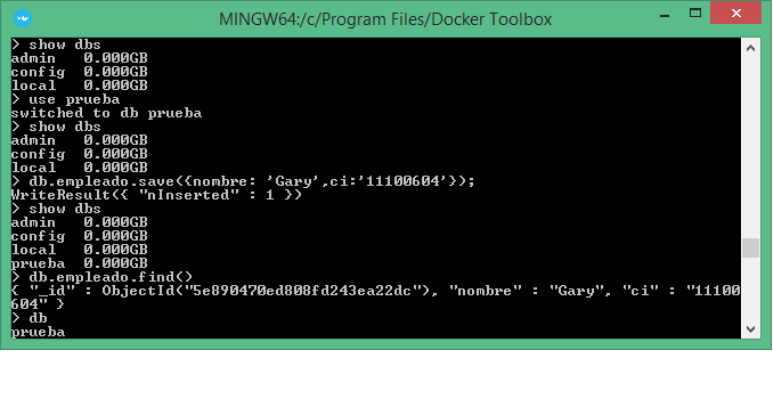 MINGW64:/c/Program Files/Docker Toolbox
> show dbs
admin   0.000GB
config  0.000GB
local   0.000GB
> use prueba
switched to db prueba
> show dbs
admin   0.000GB
config  0.000GB
local   0.000GB
> db.empleado.save({nombre: 'Gary',ci:'11100604'});
WriteResult({ "nInserted" : 1 })
> show dbs
admin   0.000GB
config  0.000GB
local   0.000GB
prueba  0.000GB
> db.empleado.find()
{ "_id" : ObjectId("5e890470ed808fd243ea22dc"), "nombre" : "Gary", "ci" : "11100
604" }
> db
prueba